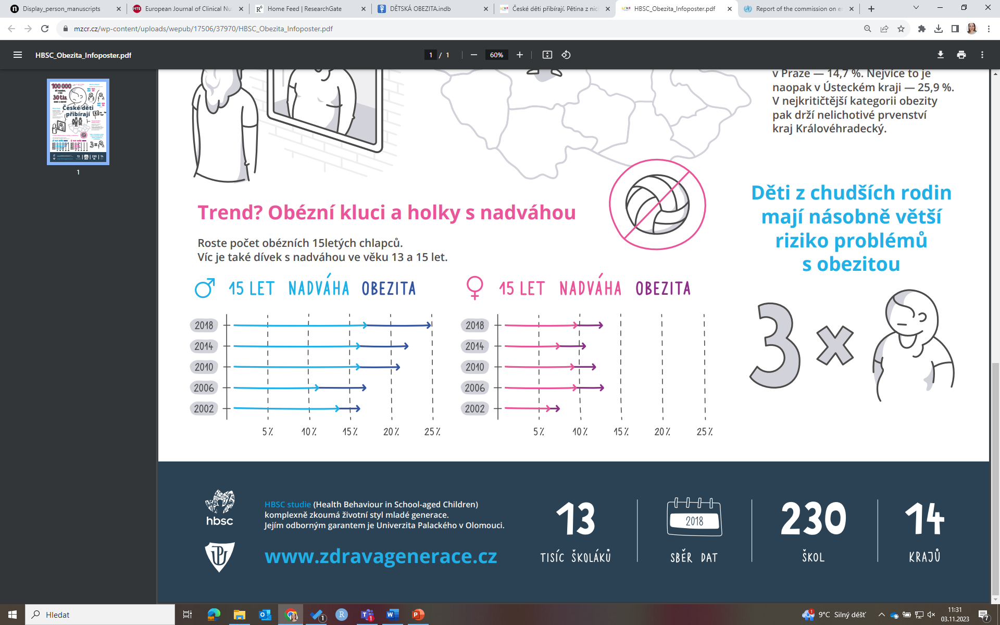 Display_person_manuscripts
European Journal of Clinical Nu
Home Feed | ResearchGate
DĚTSKÁ OBEZITA.indb
České děti přibírají. Pětina z nic
HBSC_Obezita_Infoposter.pdf
Report of the commission on e
mzcr.cz/wp-content/uploads/wepub/17506/37970/HBSC_Obezita_Infoposter.pdf
HBSC_Obezita_Infoposter.pdf
1 / 1
60%
100 000
30 tis.
České děti
přibírají
1
v Praze — 14,7 %. Nejvíce to je
naopak v Ústeckém kraji — 25,9 %.
V nejkritičtější kategorii obezity
pak drží nelichotivé prvenství
kraj Královéhradecký.
Trend? Obézní kluci a holky s nadváhou
Roste počet obézních 15letých chlapců.
Víc je také dívek s nadváhou ve věku 13 a 15 let.
Děti z chudších rodin
mají násobně větší
riziko problémů
s obezitou
3 x
15 LET NADVÁHA OBEZITA
2018
2014
2010
2006
2002
5% 10% 15% 20% 25%
15 LET NADVÁHA OBEZITA
2018
2014
2010
2006
2002
5% 10% 15% 20% 25%
hbsc
HBSC studie (Health Behaviour in School-aged Children)
komplexně zkoumá životní styl mladé generace.
Jejím odborným garantem je Univerzita Palackého v Olomouci.
www.zdravagenerace.cz
13
TISÍC ŠKOLÁKŮ
2018
SBĚR DAT
230
ŠKOL
14
KRAJŮ
Hledat
9°C Silný déšť
11:31
03.11.2023